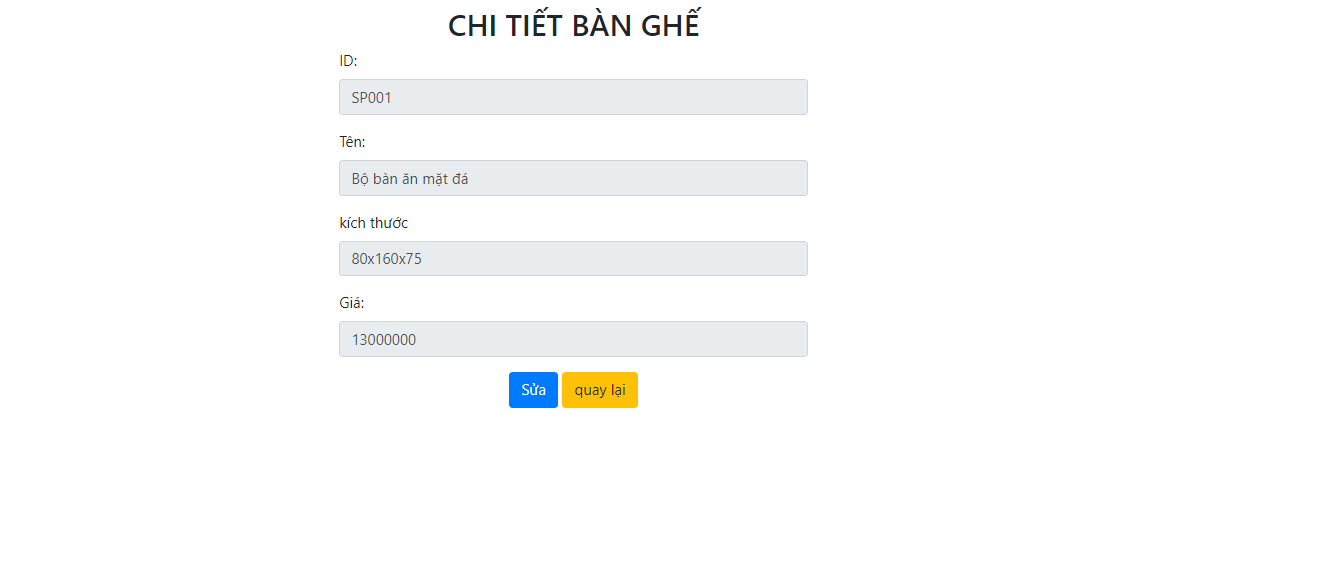 CHI TIẾT BÀN GHẾ
ID:
SP001
Tên:
Bộ bàn ăn mặt đá
kích thước
80x160x75
Giá:
13000000
Sửa quay lại